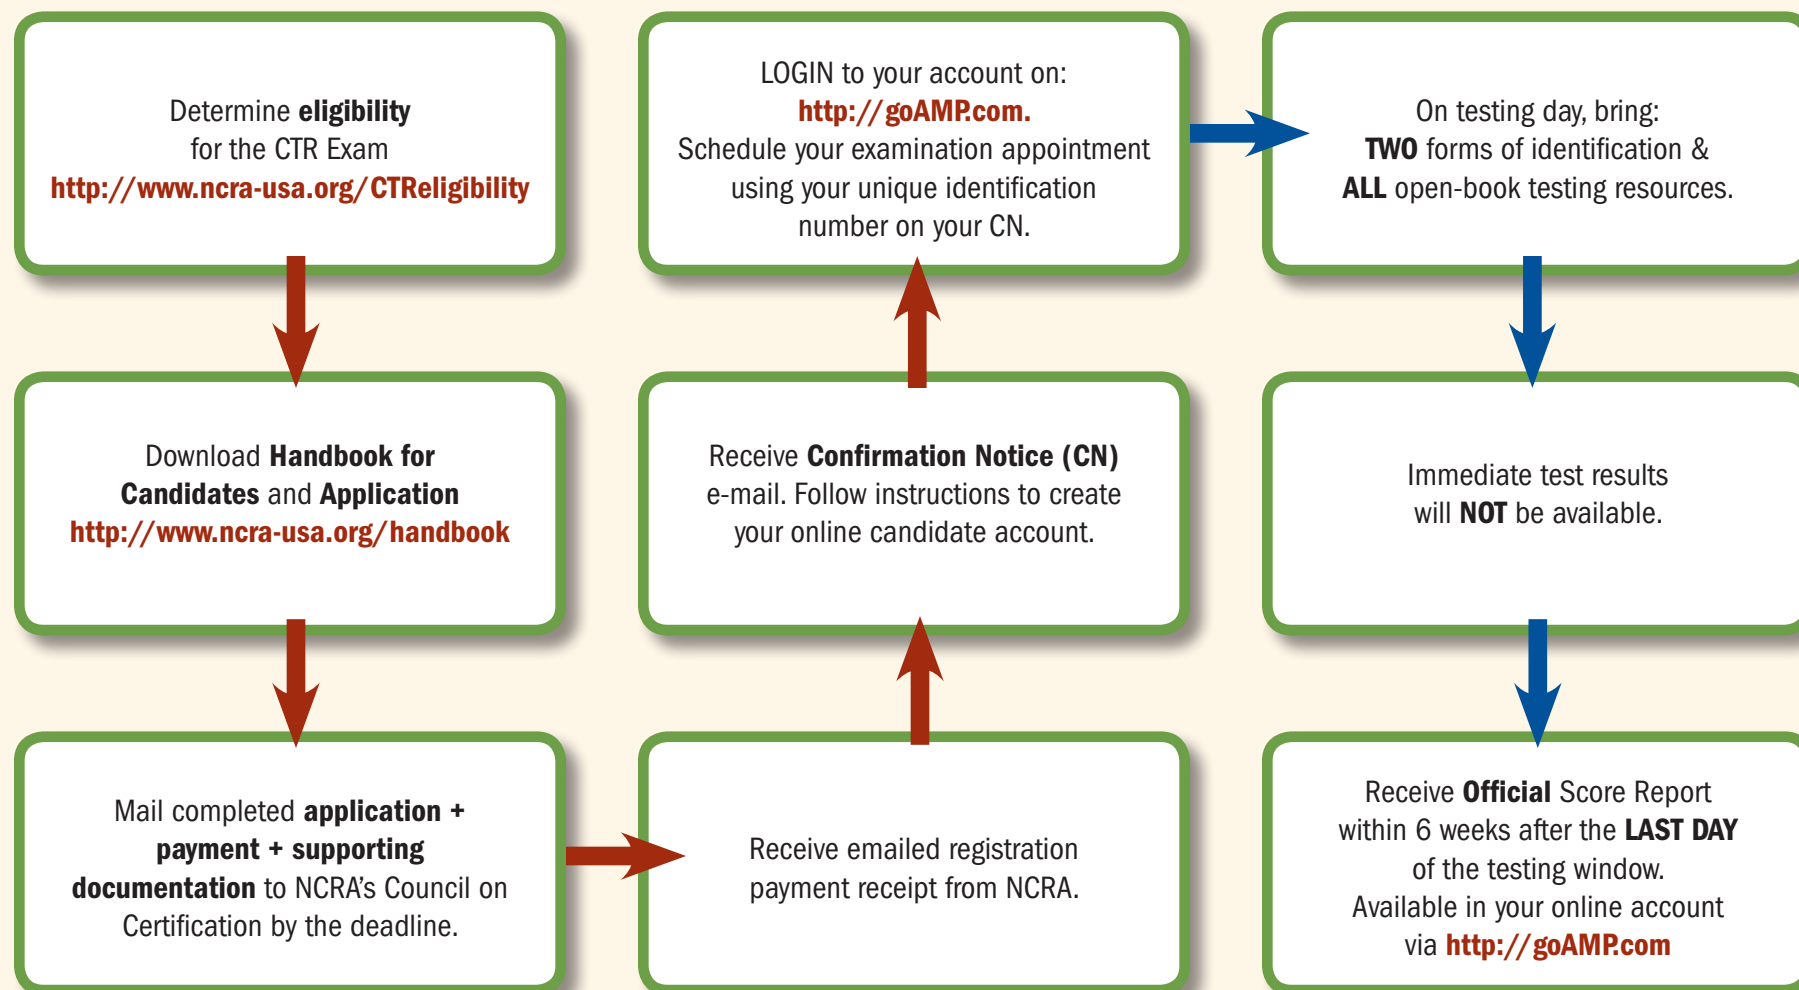 Determine eligibility
for the CTR Exam
http://www.ncra-usa.org/CTReligibility
Download Handbook for
Candidates and Application
http://www.ncra-usa.org/handbook
Mail completed application +
payment + supporting
documentation to NCRA's Council on
Certification by the deadline.
Receive emailed registration
payment receipt from NCRA.
Receive Confirmation Notice (CN)
e-mail. Follow instructions to create
your online candidate account.
LOGIN to your account on:
http://goAMP.com.
Schedule your examination appointment
using your unique identification
number on your CN.
On testing day, bring:
TWO forms of identification &
ALL open-book testing resources.
Immediate test results
will NOT be available.
Receive Official Score Report
within 6 weeks after the LAST DAY
of the testing window.
Available in your online account
via http://goAMP.com